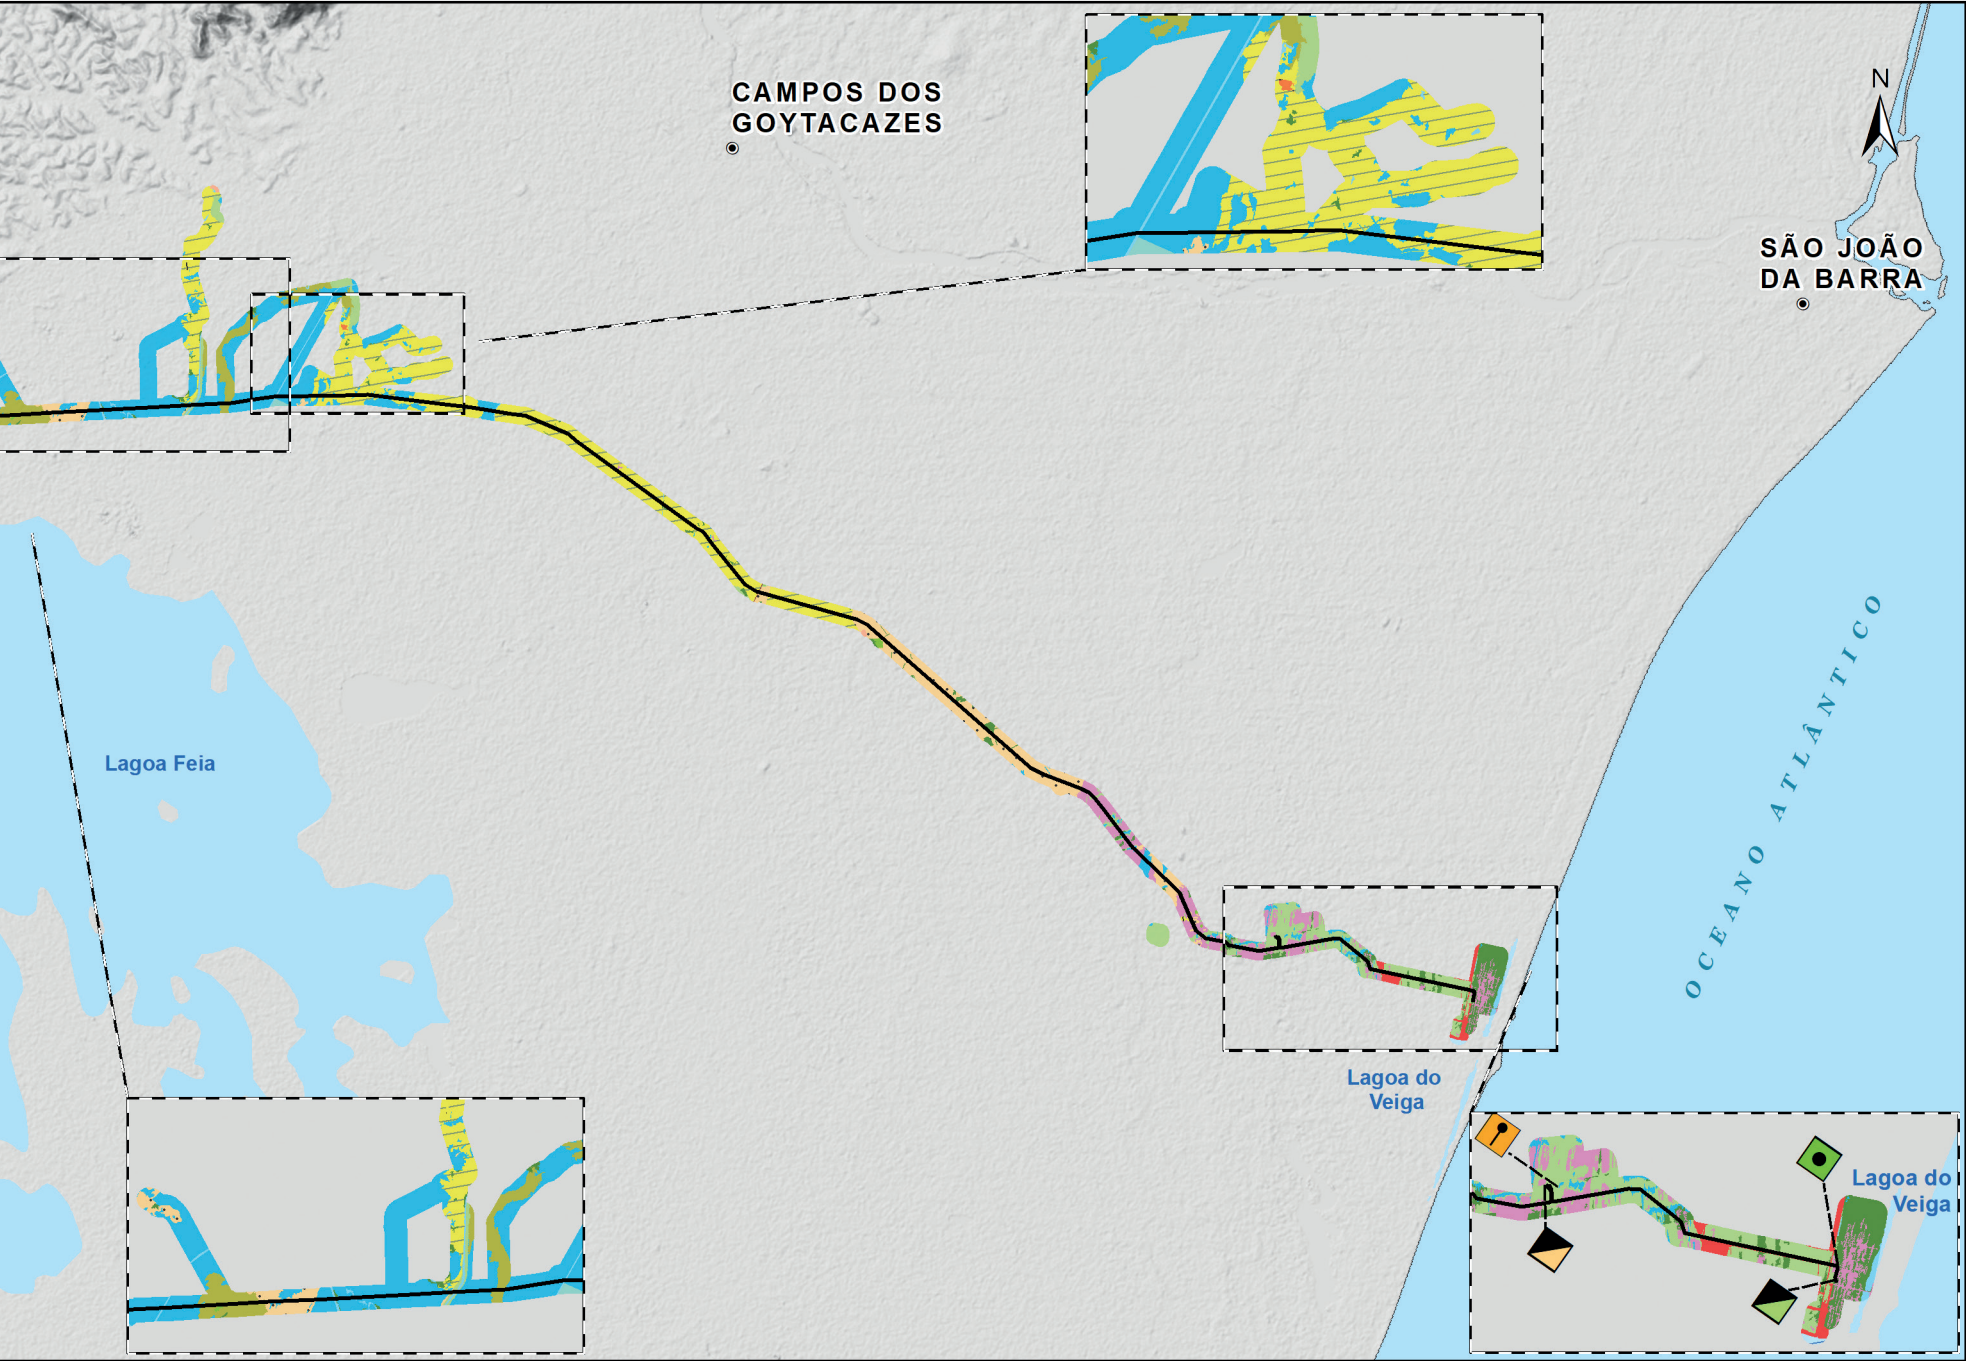 CAMPOS DOS
GOYTACAZES
N
SÃO JOÃO
DA BARRA
OCEANO ATLÂNTICO
Lagoa Feia
Lagoa do
Veiga
Lagoa do
Veiga